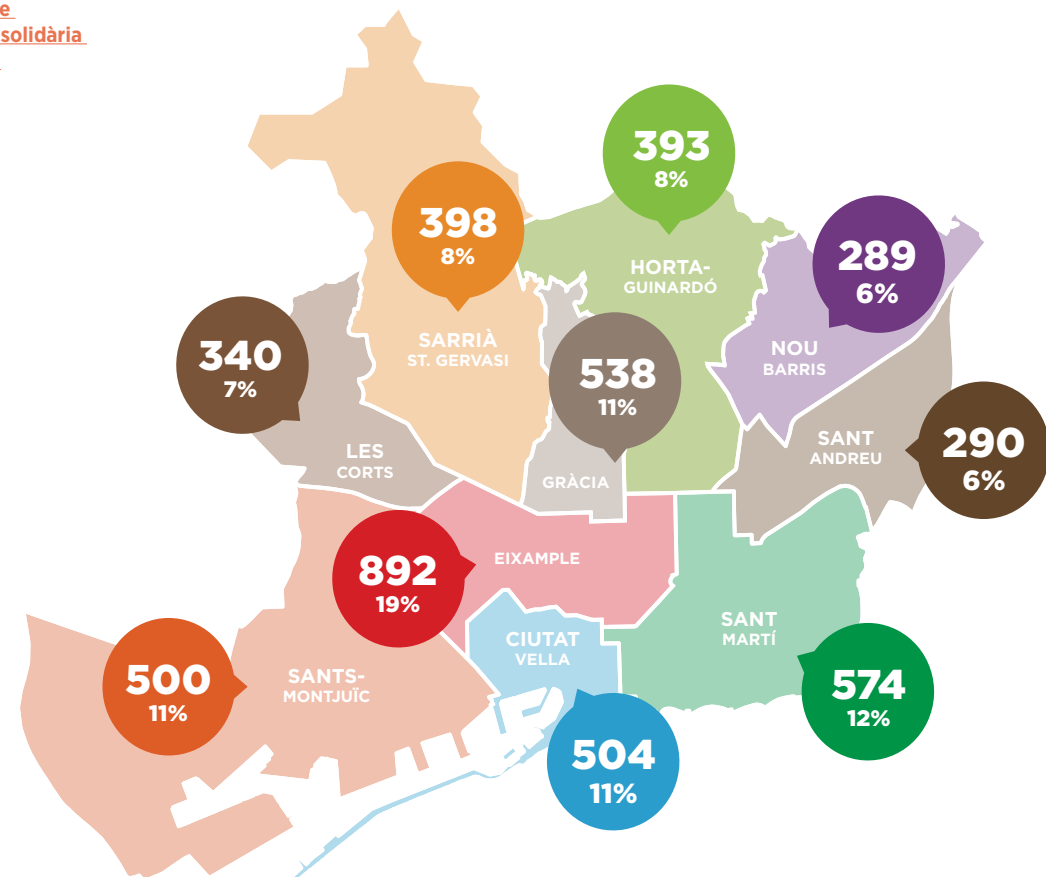 e
solidària
393
8%
398
8%
289
6%
HORTA-
GUINARDÓ
SARRIÀ
ST. GERVASI
NOU
BARRIS
340
7%
538
11%
SANT
ANDREU
290
6%
LES
CORTS
GRÀCIA
892
19%
EIXAMPLE
CIUTAT
VELLA
SANT
MARTÍ
500
11%
SANTS-
MONTJUÏC
574
12%
504
11%